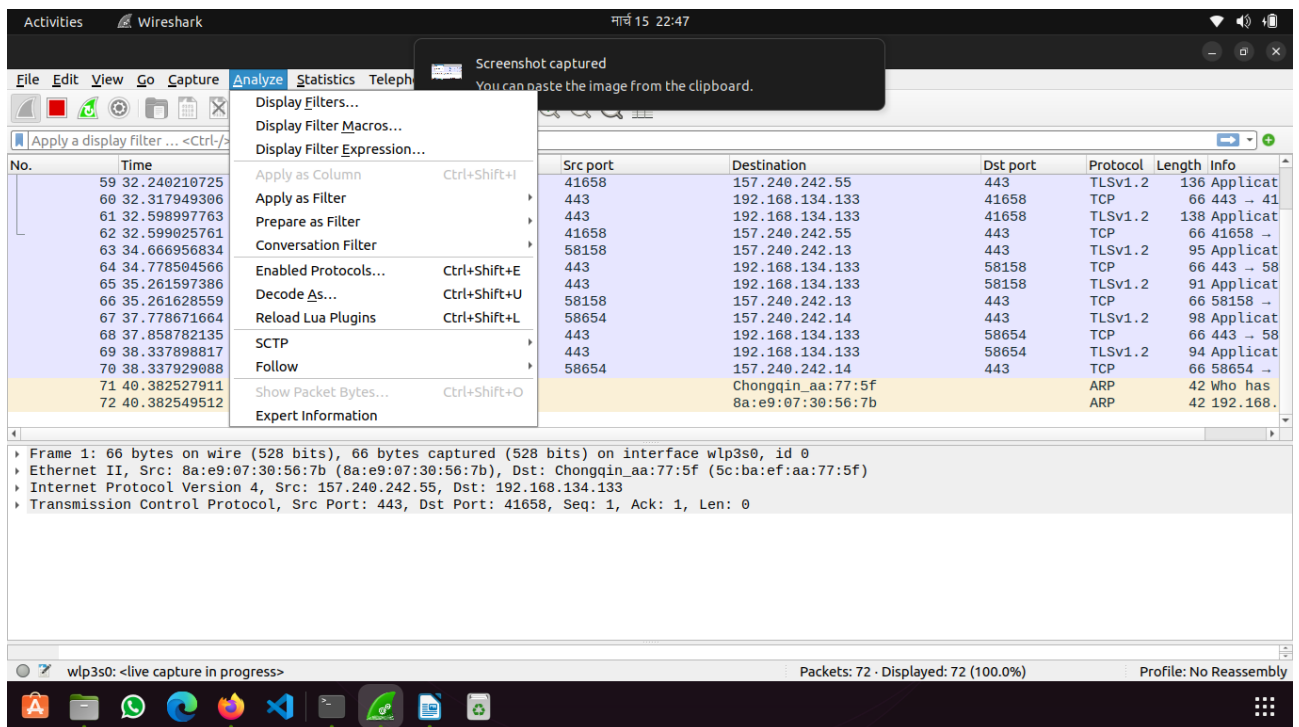 Activities Wireshark मार्च 15 22:47
Screenshot captured
You can paste the image from the clipboard.
File Edit View Go Capture Analyze Statistics Teleph
Apply a display filter … <Ctrl-/>
Display Filters…
Display Filter Macros…
Display Filter Expression…
Apply as Column Ctrl+Shift+I
Apply as Filter
Prepare as Filter
Conversation Filter
Enabled Protocols… Ctrl+Shift+E
Decode As… Ctrl+Shift+U
Reload Lua Plugins Ctrl+Shift+L
SCTP
Follow
Show Packet Bytes… Ctrl+Shift+O
Expert Information
No. Time Src port Destination Dst port Protocol Length Info
59 32.240210725 41658 157.240.242.55 443 TLSv1.2 136 Applicat
60 32.317949306 443 192.168.134.133 41658 TCP 66 443 → 41
61 32.598997763 443 192.168.134.133 41658 TLSv1.2 138 Applicat
62 32.599025761 41658 157.240.242.55 443 TCP 66 41658 →
63 34.666956834 58158 157.240.242.13 443 TLSv1.2 95 Applicat
64 34.778504566 443 192.168.134.133 58158 TCP 66 443 → 58
65 35.261597386 443 192.168.134.133 58158 TLSv1.2 91 Applicat
66 35.261628559 58158 157.240.242.13 443 TCP 66 58158 →
67 37.778671664 58654 157.240.242.14 443 TLSv1.2 98 Applicat
68 37.858782135 443 192.168.134.133 58654 TCP 66 443 → 58
69 38.337898817 443 192.168.134.133 58654 TLSv1.2 94 Applicat
70 38.337929088 58654 157.240.242.14 443 TCP 66 58654 →
71 40.382527911 Chongqin_aa:77:5f ARP 42 Who has
72 40.382549512 8a:e9:07:30:56:7b ARP 42 192.168.
Frame 1: 66 bytes on wire (528 bits), 66 bytes captured (528 bits) on interface wlp3s0, id 0
Ethernet II, Src: 8a:e9:07:30:56:7b (8a:e9:07:30:56:7b), Dst: Chongqin_aa:77:5f (5c:ba:ef:aa:77:5f)
Internet Protocol Version 4, Src: 157.240.242.55, Dst: 192.168.134.133
Transmission Control Protocol, Src Port: 443, Dst Port: 41658, Seq: 1, Ack: 1, Len: 0
wlp3s0: <live capture in progress> Packets: 72 · Displayed: 72 (100.0%) Profile: No Reassembly